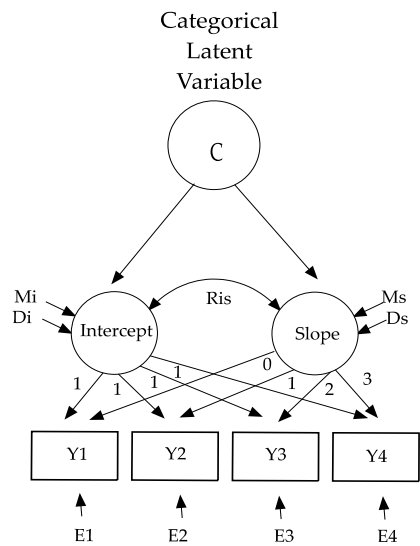 Categorical
Latent
Variable
C
Mi
Di
Ris
Ms
Ds
Intercept
Slope
1
1
1
1
0
1
2
3
Y1
Y2
Y3
Y4
E1
E2
E3
E4